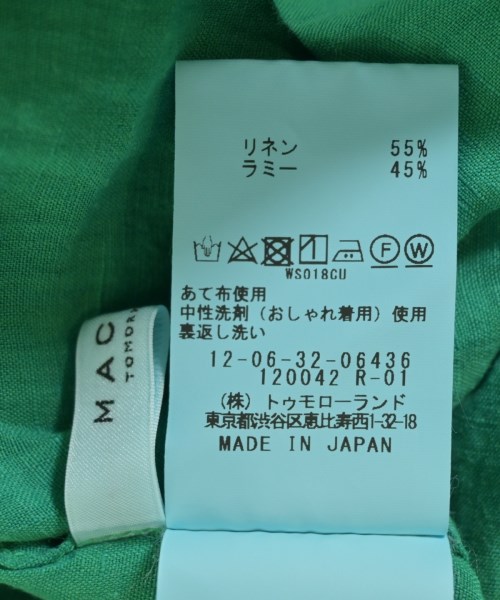 リネン 55%
ラミー 45%
F W
WS018CU
あて布使用
中性洗剤（おしゃれ着用）使用
裏返し洗い
12-06-32-06436
120042 R-01
（株）トゥモローランド
東京都渋谷区恵比寿西1-32-18
MADE IN JAPAN
MAC
TOMOR